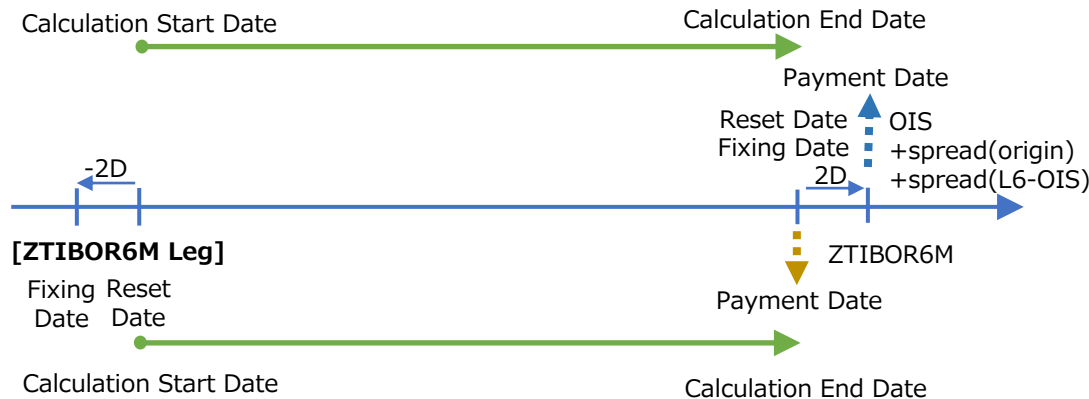 Calculation Start Date
Calculation End Date
Payment Date
Reset Date
Fixing Date
OIS
+spread(origin)
+spread(L6-OIS)
-2D
2D
[ZTIBOR6M Leg]
ZTIBOR6M
Fixing
Date
Reset
Date
Payment Date
Calculation Start Date
Calculation End Date